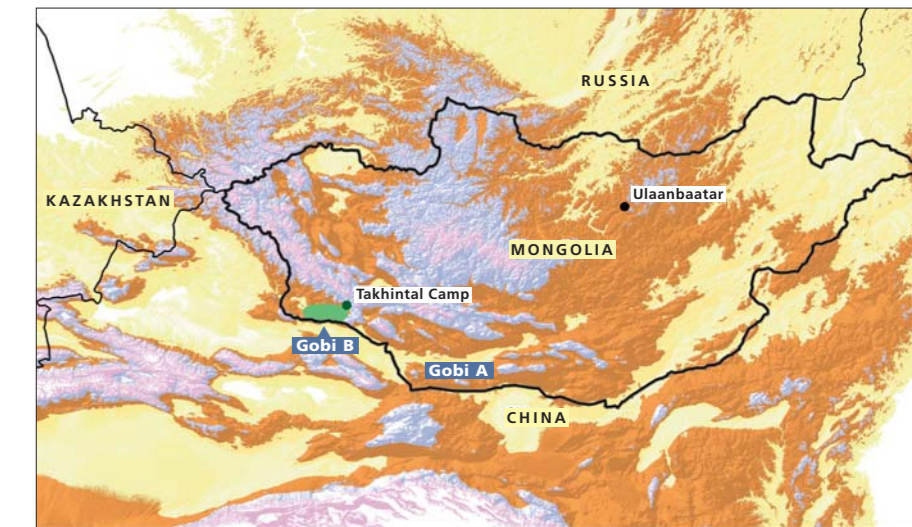 RUSSIA
KAZAKHSTAN
Ulaanbaatar
MONGOLIA
Takhintal Camp
Gobi B
Gobi A
CHINA